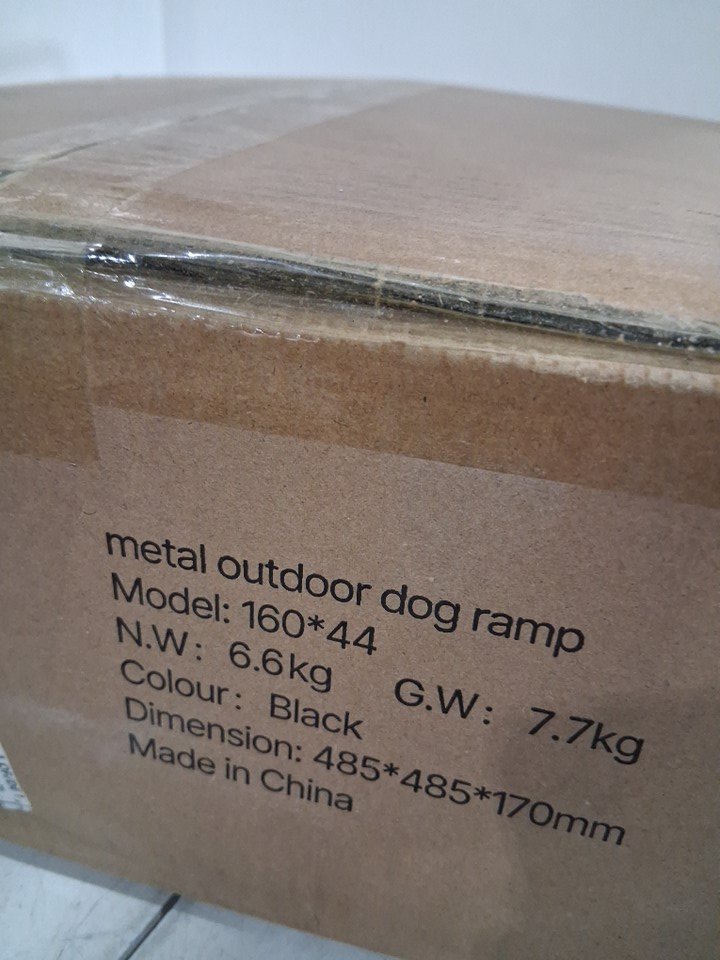 metal outdoor dog ramp
Model: 160*44
N.W: 6.6kg G.W: 7.7kg
Colour: Black
Dimension: 485*485*170mm
Made in China